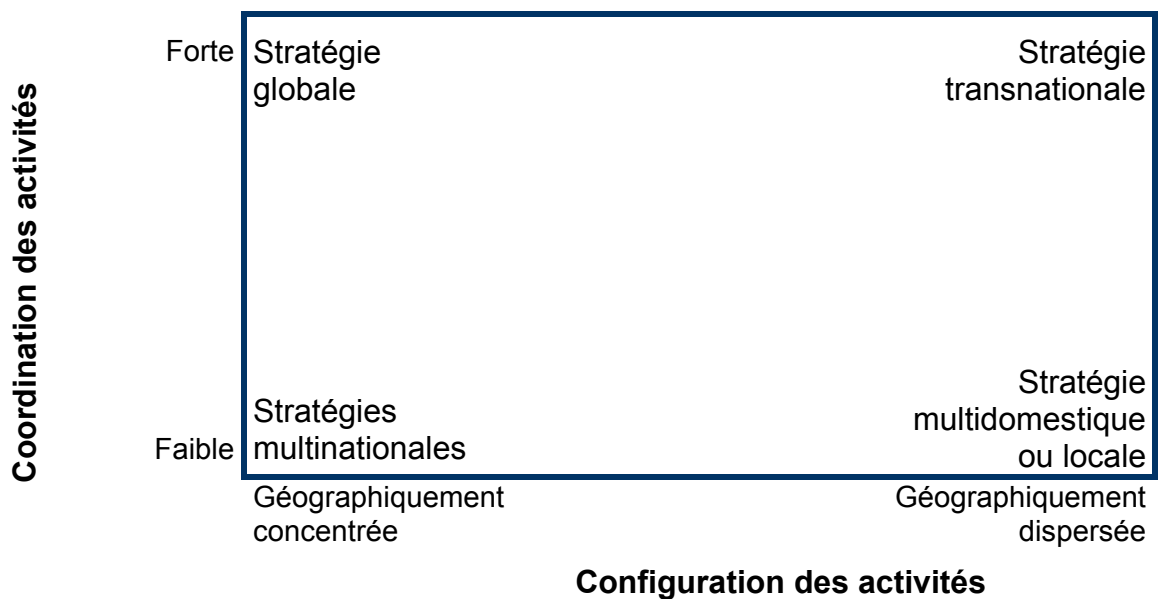 Coordination des activités
Forte
Stratégie
globale
Stratégie
transnationale
Faible
Stratégies
multinationales
Stratégie
multidomestique
ou locale
Géographiquement
concentrée
Géographiquement
dispersée
Configuration des activités